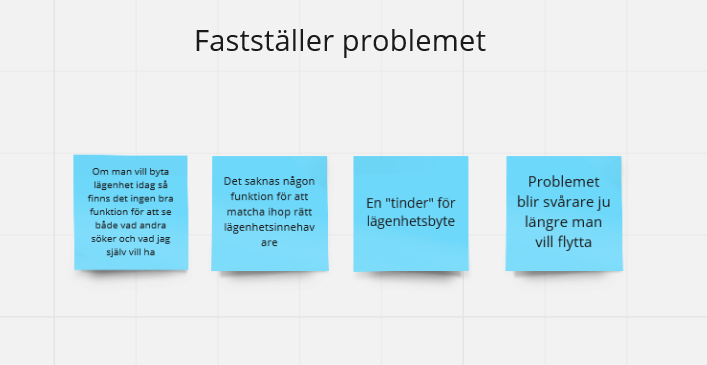 Fastställer problemet
Om man vill byta
lägenhet idag så
finns det ingen bra
funktion för att se
både vad andra
söker och vad jag
själv vill ha
Det saknas någon
funktion för att
matcha ihop rätt
lägenhetsinnehav
are
En "tinder" för
lägenhetsbyte
Problemet
blir svårare ju
längre man
vill flytta